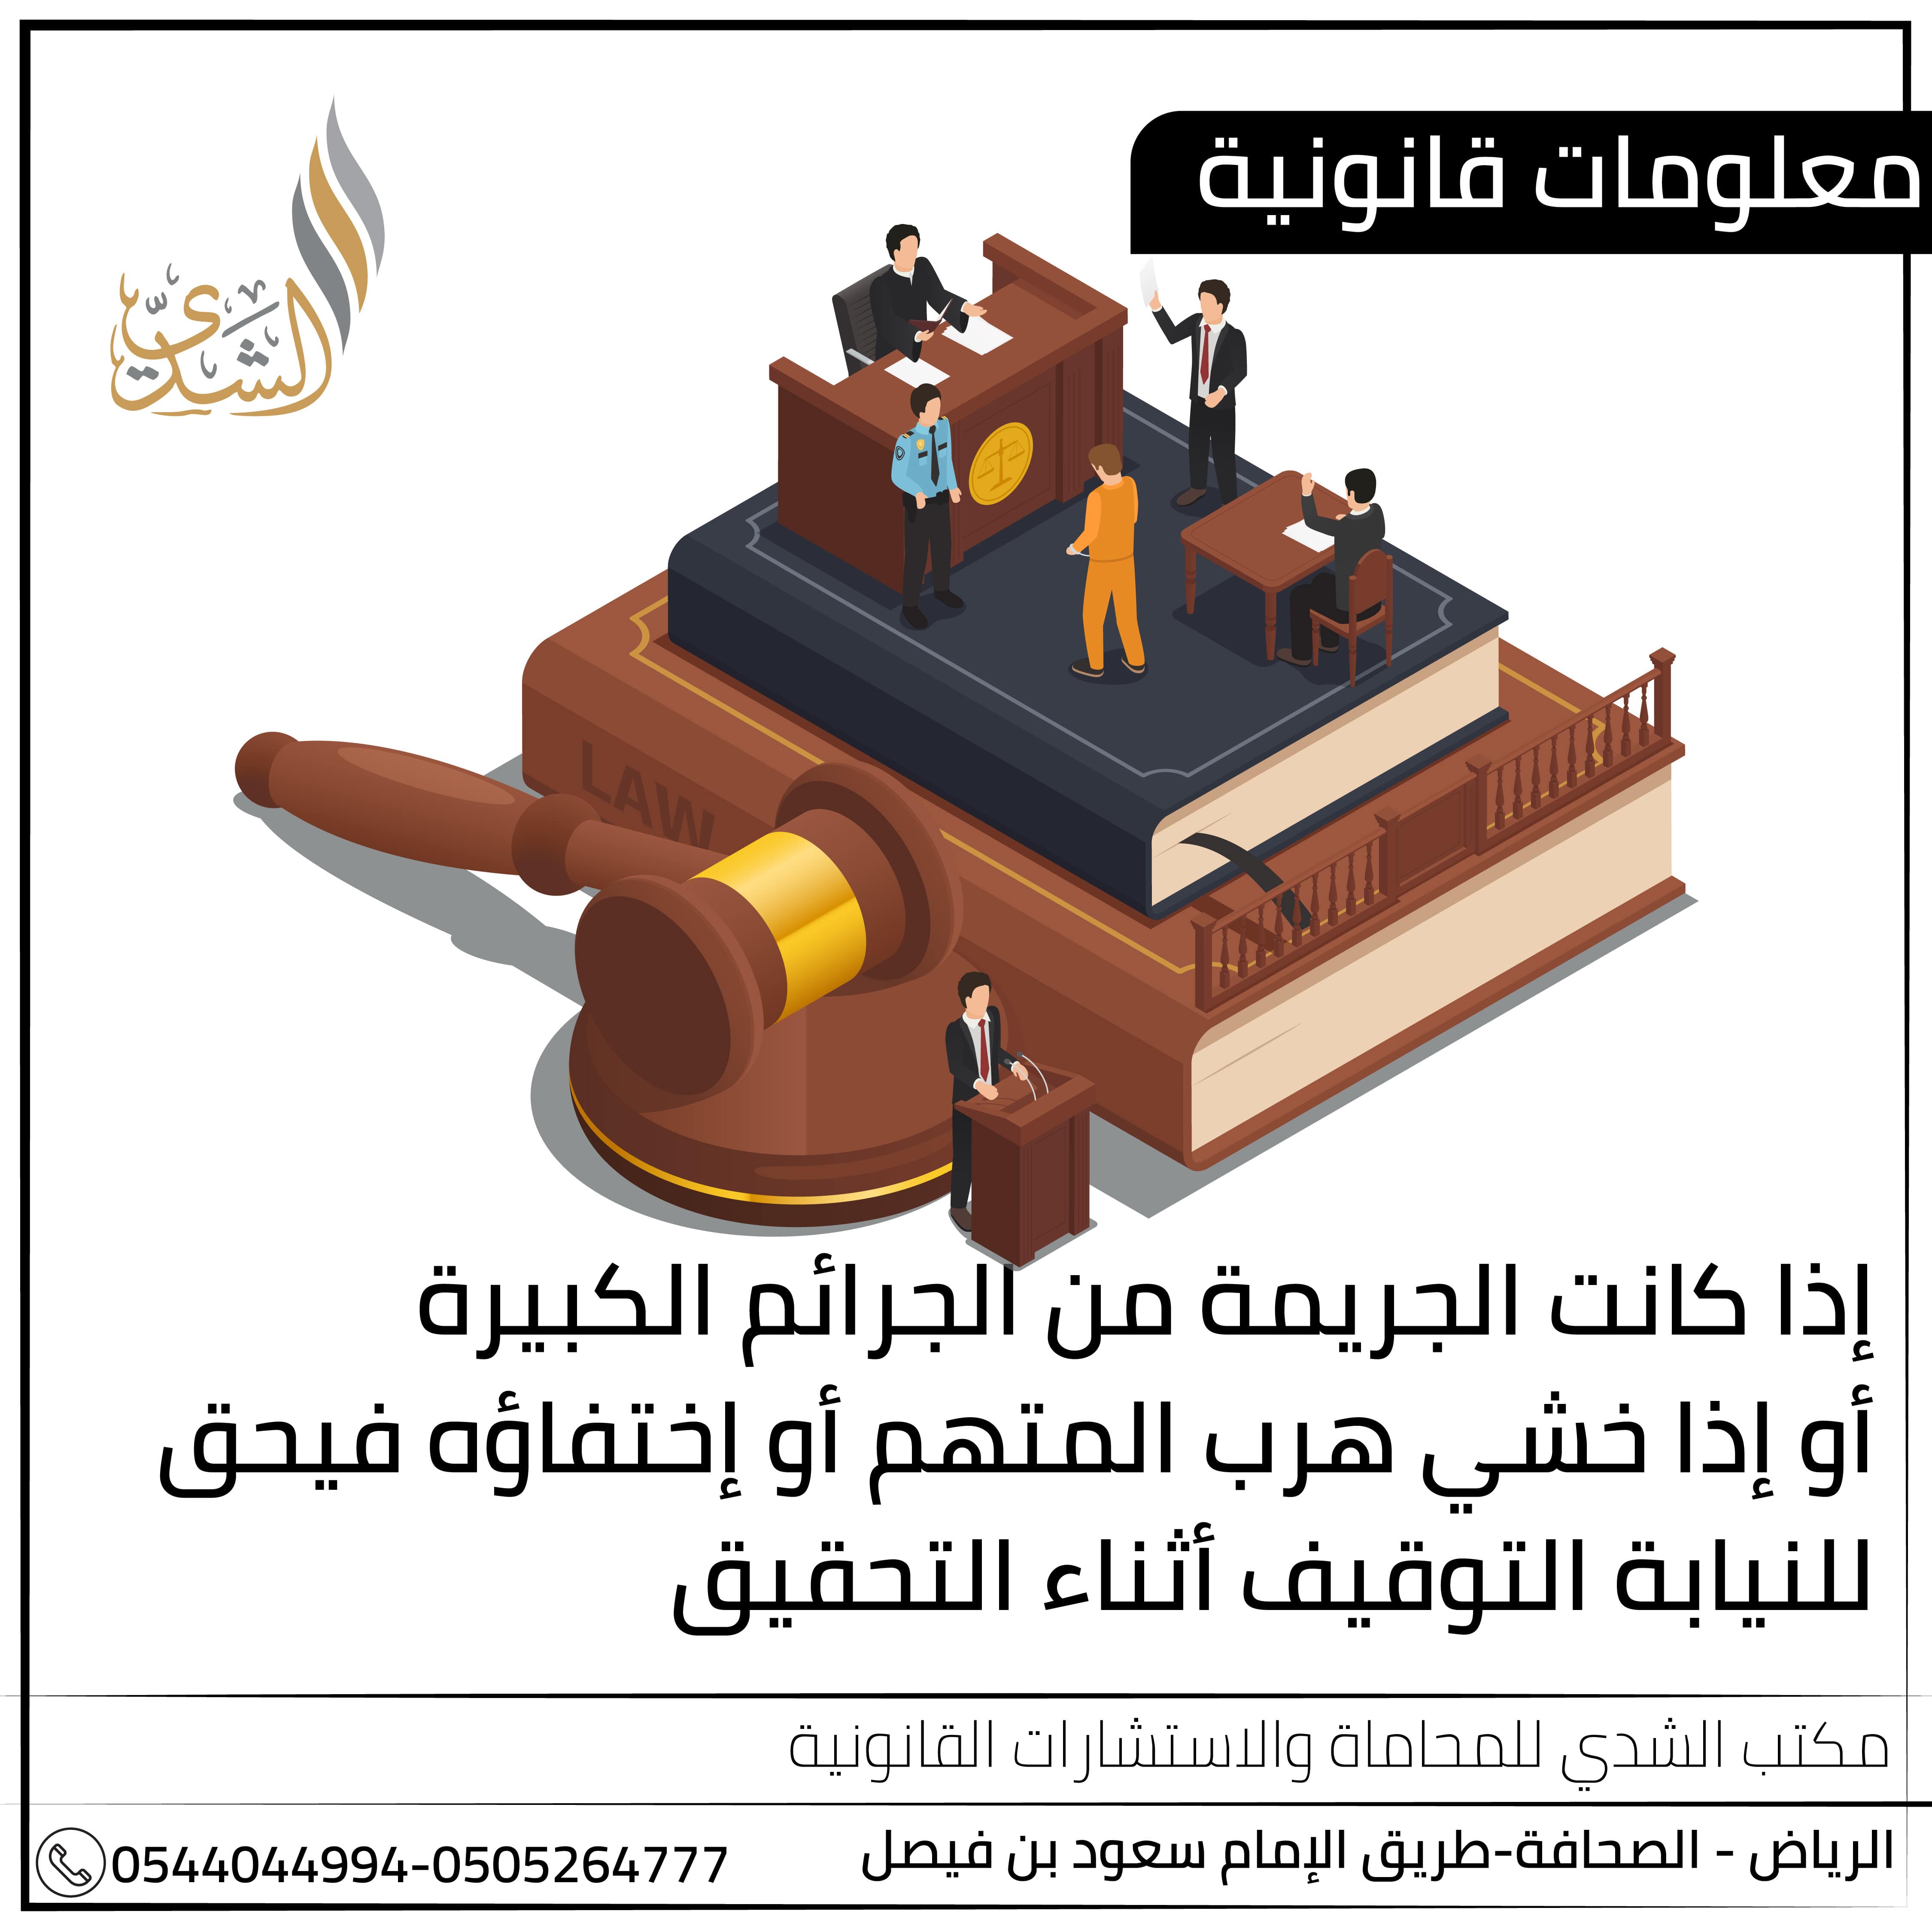 معلومات قانونية
الشدي
LAW
إذا كانت الجريمة من الجرائم الكبيرة
أو إذا خشي هرب المتهم أو إختفاؤه فيحق
للنيابة التوقيف أثناء التحقيق
مكتب الشدي للمحاماة والاستشارات القانونية
الرياض - الصحافة-طريق الإمام سعود بن فيصل
0544044994-0505264777